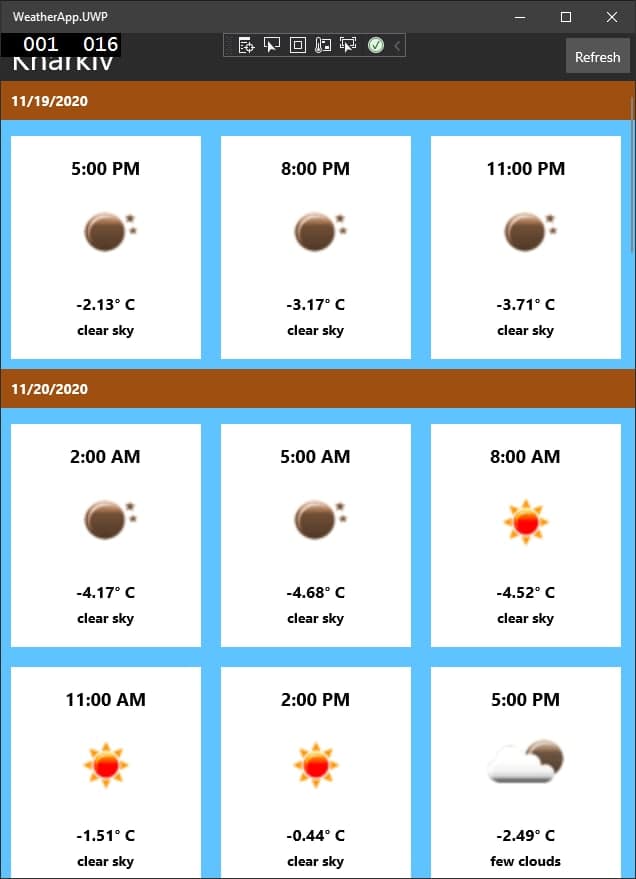 WeatherApp.UWP
001 016
Kharkiv
Refresh
11/19/2020
5:00 PM 8:00 PM 11:00 PM
-2.13° C -3.17° C -3.71° C
clear sky clear sky clear sky
11/20/2020
2:00 AM 5:00 AM 8:00 AM
-4.17° C -4.68° C -4.52° C
clear sky clear sky clear sky
11:00 AM 2:00 PM 5:00 PM
-1.51° C -0.44° C -2.49° C
clear sky clear sky few clouds